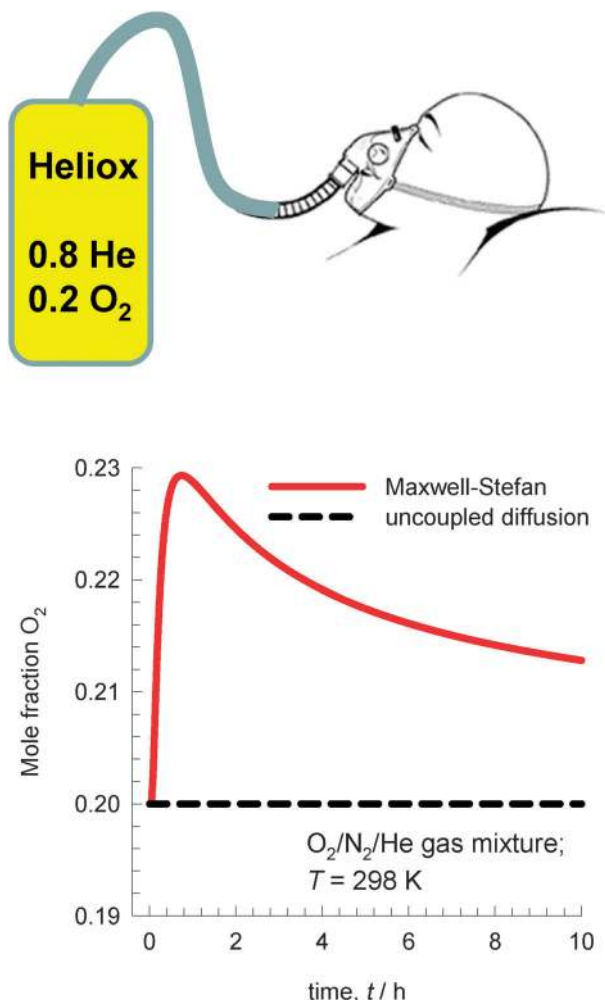 Heliox
0.8 He
0.2 O₂
0.23
0.22
0.21
0.20
0.19
Mole fraction O₂
Maxwell-Stefan
uncoupled diffusion
O₂/N₂/He gas mixture;
T = 298 K
0 2 4 6 8 10
time, t / h